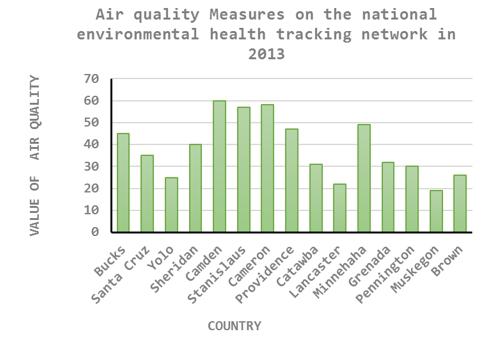 Air quality Measures on the national
environmental health tracking network in
2013
VALUE OF  AIR QUALITY
70
60
50
40
30
20
10
0
Bucks
Santa Cruz
Yolo
Sheridan
Camden
Stanislaus
Cameron
Providence
Catawba
Lancaster
Minnehaha
Grenada
Pennington
Muskegon
Brown
COUNTRY